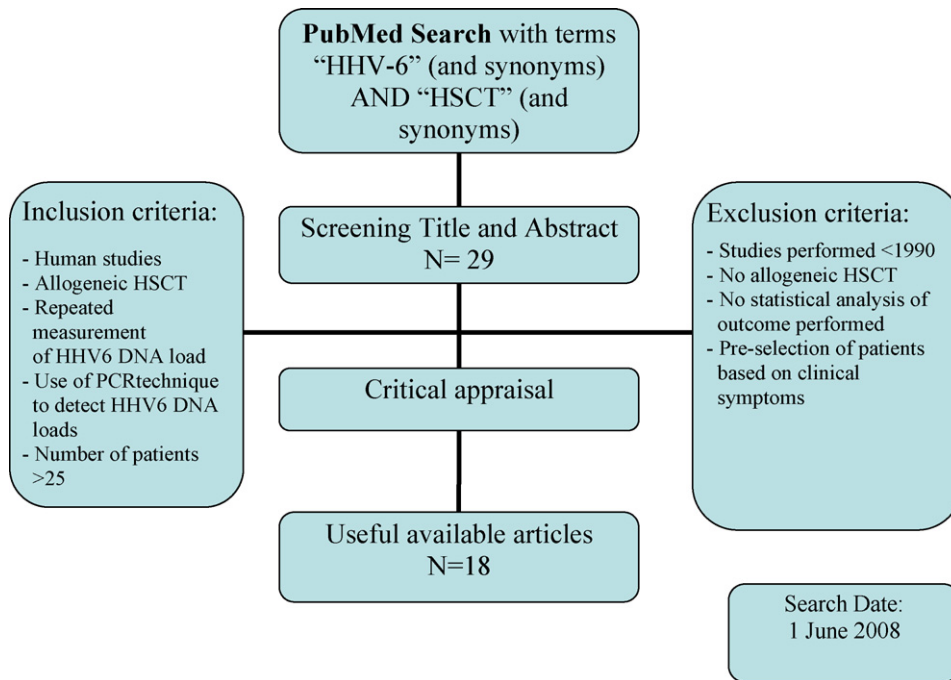 PubMed Search with terms
“HHV-6” (and synonyms)
AND “HSCT” (and
synonyms)
Screening Title and Abstract
N= 29
Inclusion criteria:
- Human studies
- Allogeneic HSCT
- Repeated
measurement
of HHV6 DNA load
- Use of PCRtechnique
to detect HHV6 DNA
loads
- Number of patients
>25
Exclusion criteria:
- Studies performed <1990
- No allogeneic HSCT
- No statistical analysis of
outcome performed
- Pre-selection of patients
based on clinical
symptoms
Critical appraisal
Useful available articles
N=18
Search Date:
1 June 2008